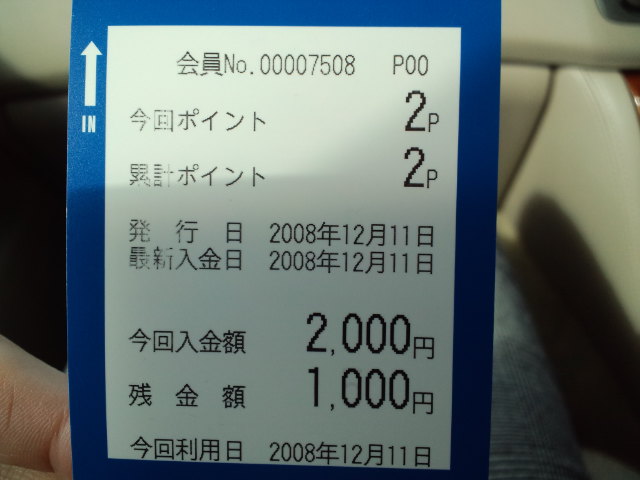 IN
会員No.00007508 P00
今回ポイント 2P
累計ポイント 2P
発行日 2008年12月11日
最新入金日 2008年12月11日
今回入金額 2,000円
残金額 1,000円
今回利用日 2008年12月11日